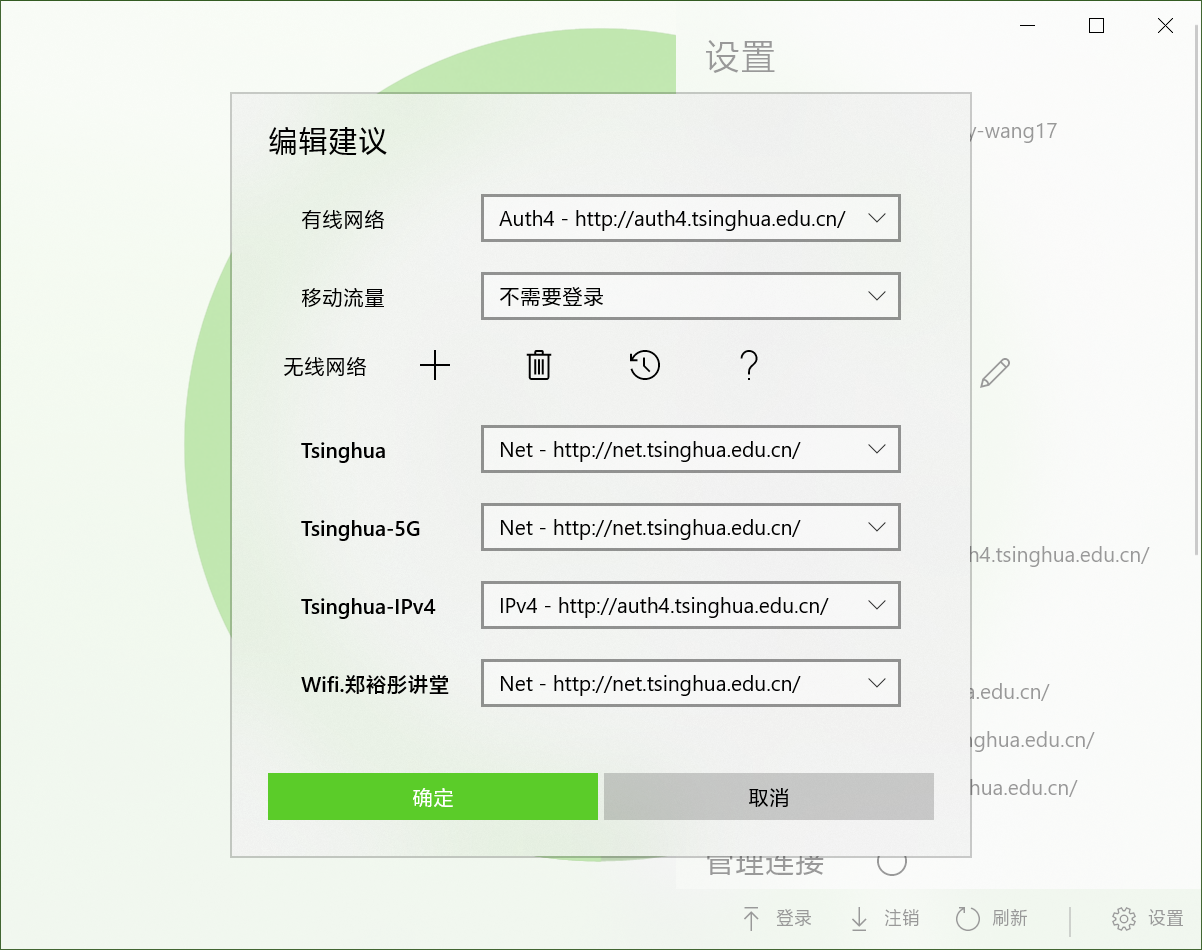 设置
y-wang17
编辑建议
有线网络 Auth4 - http://auth4.tsinghua.edu.cn/
移动流量 不需要登录
无线网络
Tsinghua Net - http://net.tsinghua.edu.cn/
Tsinghua-5G Net - http://net.tsinghua.edu.cn/
h4.tsinghua.edu.cn/
Tsinghua-IPv4 IPv4 - http://auth4.tsinghua.edu.cn/
Wifi.郑裕彤讲堂 Net - http://net.tsinghua.edu.cn/
a.edu.cn/
ghua.edu.cn/
hua.edu.cn/
确定 取消
管理连接
登录 注销 刷新 设置